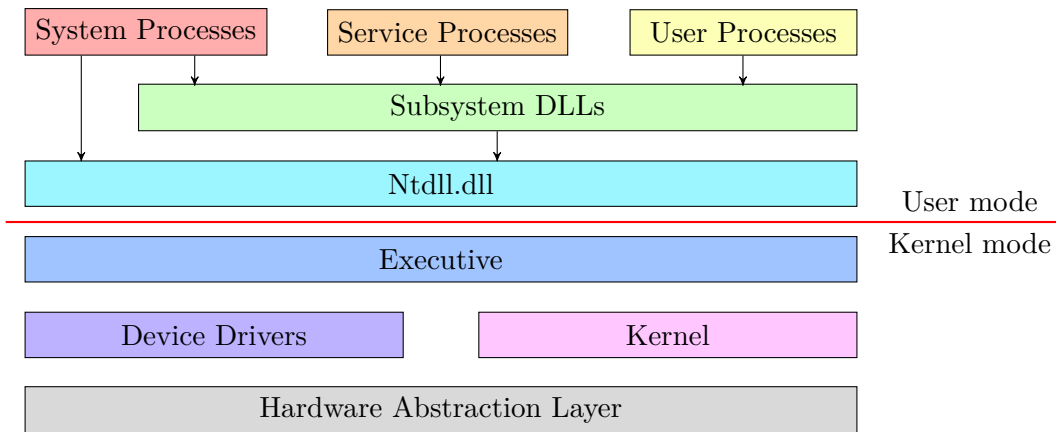 System Processes
Service Processes
User Processes
Subsystem DLLs
Ntdll.dll
User mode
Kernel mode
Executive
Device Drivers
Kernel
Hardware Abstraction Layer